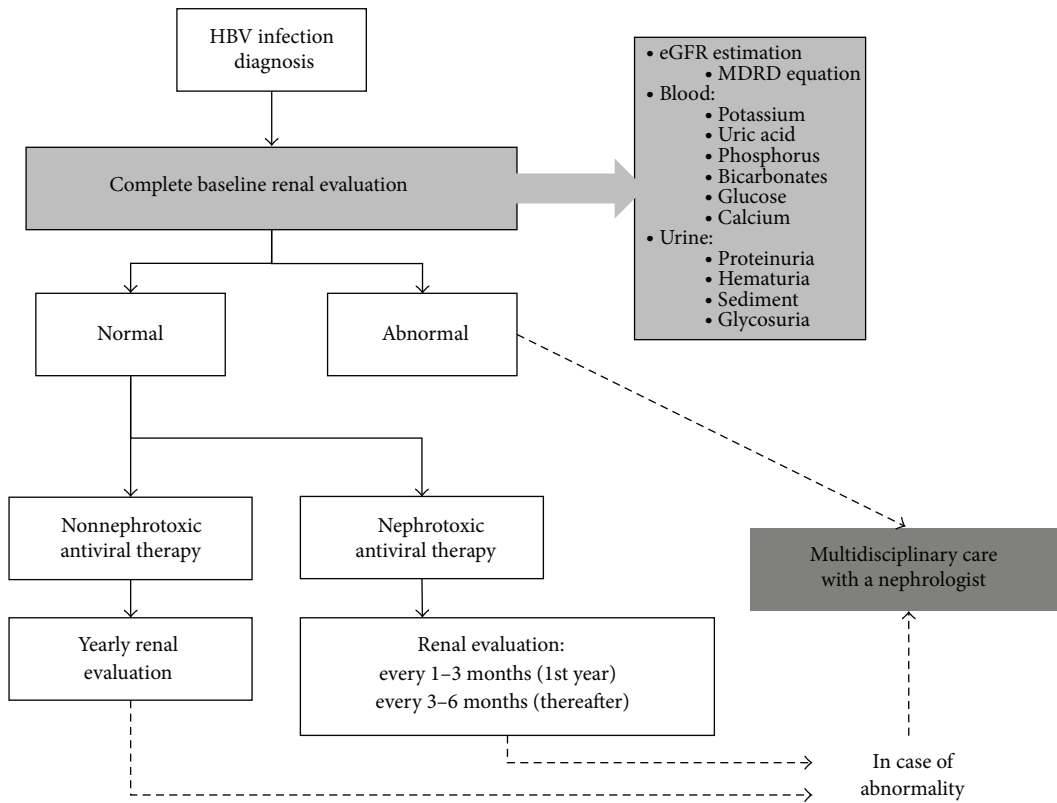 HBV infection
diagnosis
• eGFR estimation
• MDRD equation
• Blood:
• Potassium
• Uric acid
• Phosphorus
• Bicarbonates
• Glucose
• Calcium
• Urine:
• Proteinuria
• Hematuria
• Sediment
• Glycosuria
Complete baseline renal evaluation
Normal
Abnormal
Nonnephrotoxic
antiviral therapy
Nephrotoxic
antiviral therapy
Multidisciplinary care
with a nephrologist
Yearly renal
evaluation
Renal evaluation:
every 1–3 months (1st year)
every 3–6 months (thereafter)
In case of
abnormality